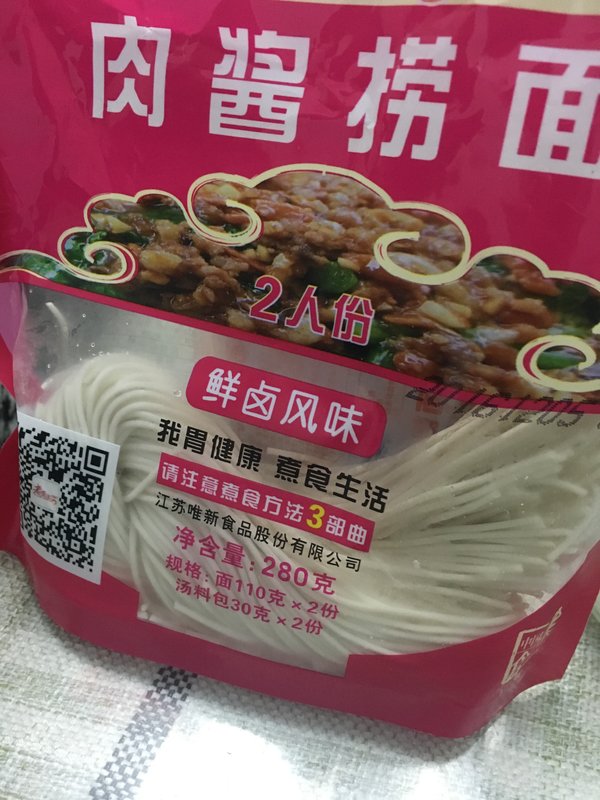 肉酱捞面
2人份
20161205
鲜卤风味
我胃健康 煮食生活
请注意煮食方法3部曲
江苏唯新食品股份有限公司
净含量:280克
规格:面110克×2份
汤料包30克×2份